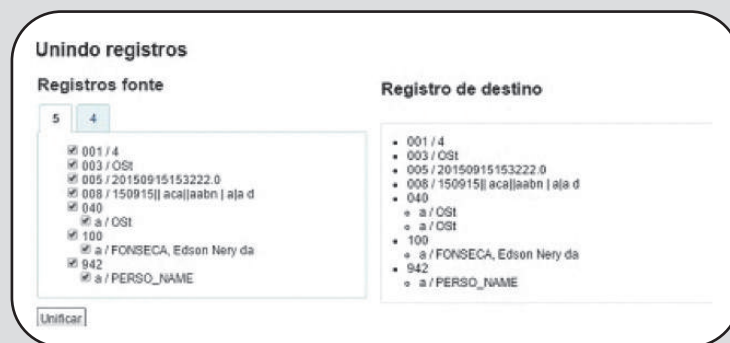 Unindo registros
Registros fonte
5 4
001 / 4
003 / OSt
005 / 20150915153222.0
008 / 150915|| aca||aabn | a|a d
040
a / OSt
100
a / FONSECA, Edson Nery da
942
a / PERSO_NAME
Unificar
Registro de destino
001 / 4
003 / OSt
005 / 20150915153222.0
008 / 150915|| aca||aabn | a|a d
040
a / OSt
a / OSt
100
a / FONSECA, Edson Nery da
942
a / PERSO_NAME